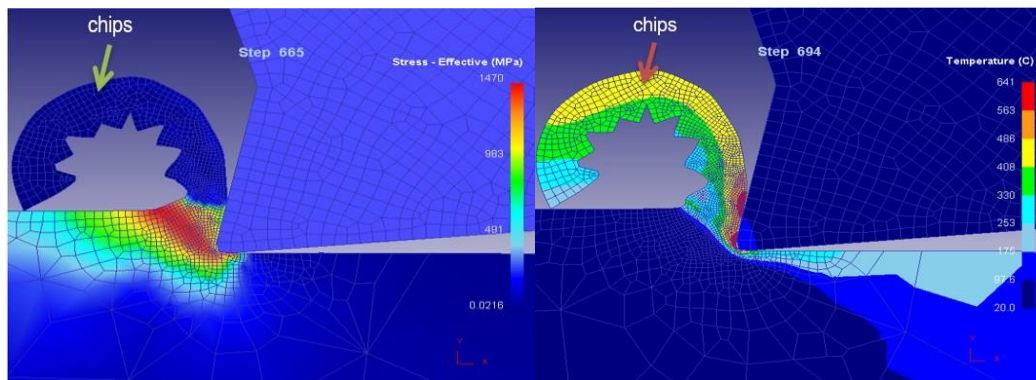 chips
Step 665
Stress - Effective (MPa)
1470
983
491
0.0216
Y
X
chips
Step 694
Temperature (C)
641
563
486
408
330
253
175
97.6
20.0
Y
X